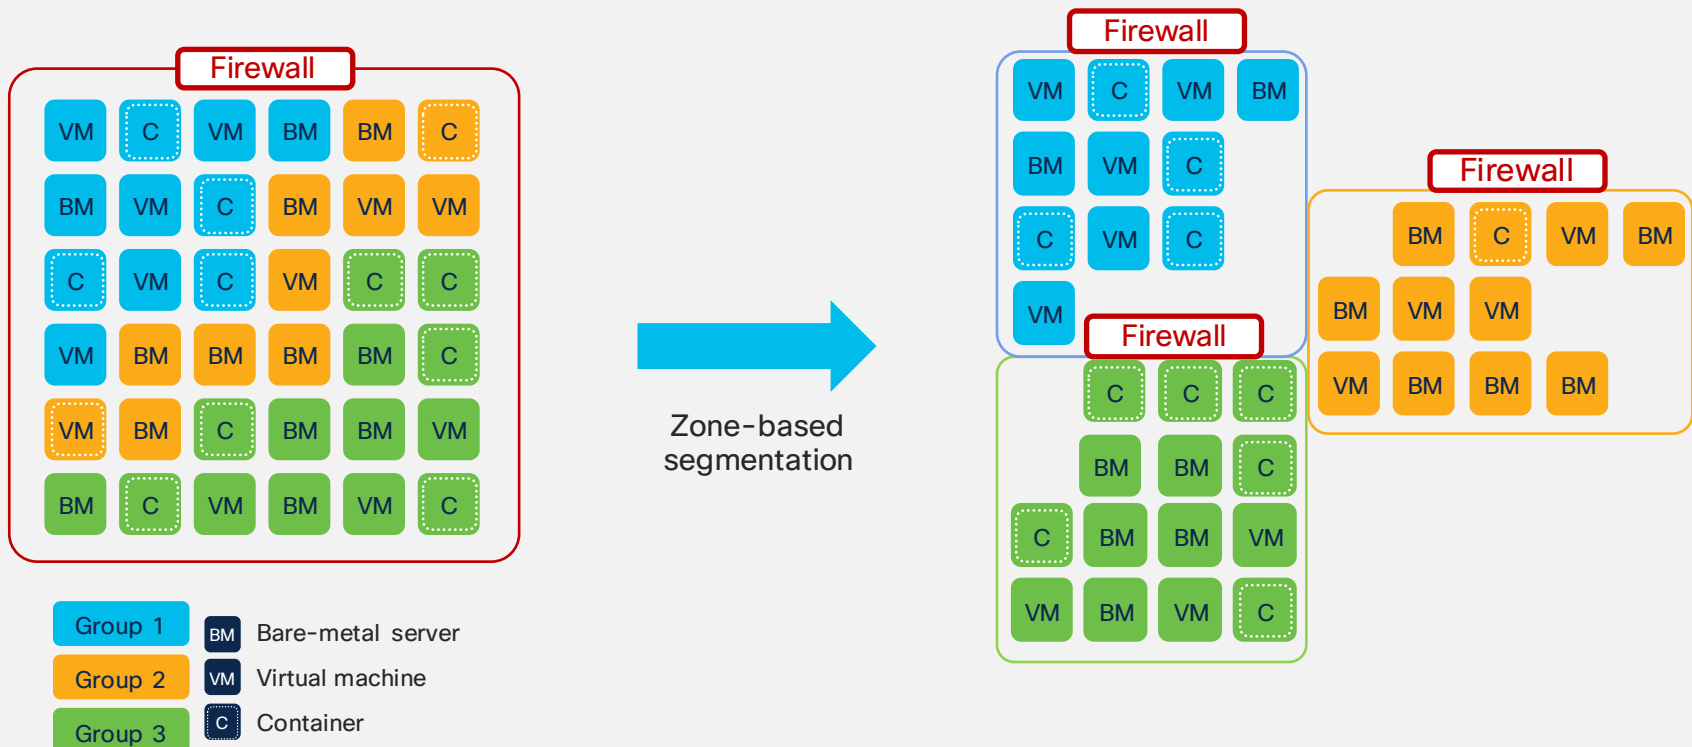 Firewall
VM C VM BM BM C
BM VM C BM VM VM
C VM C VM C C
VM BM BM BM BM C
VM BM C BM BM VM
BM C VM BM VM C
Group 1
Group 2
Group 3
BM Bare-metal server
VM Virtual machine
C Container
Zone-based
segmentation
Firewall
VM C VM BM
BM VM C
C VM C
VM
Firewall
C C C
BM BM C
C BM BM VM
VM BM VM C
Firewall
BM C VM BM
BM VM VM
VM BM BM BM